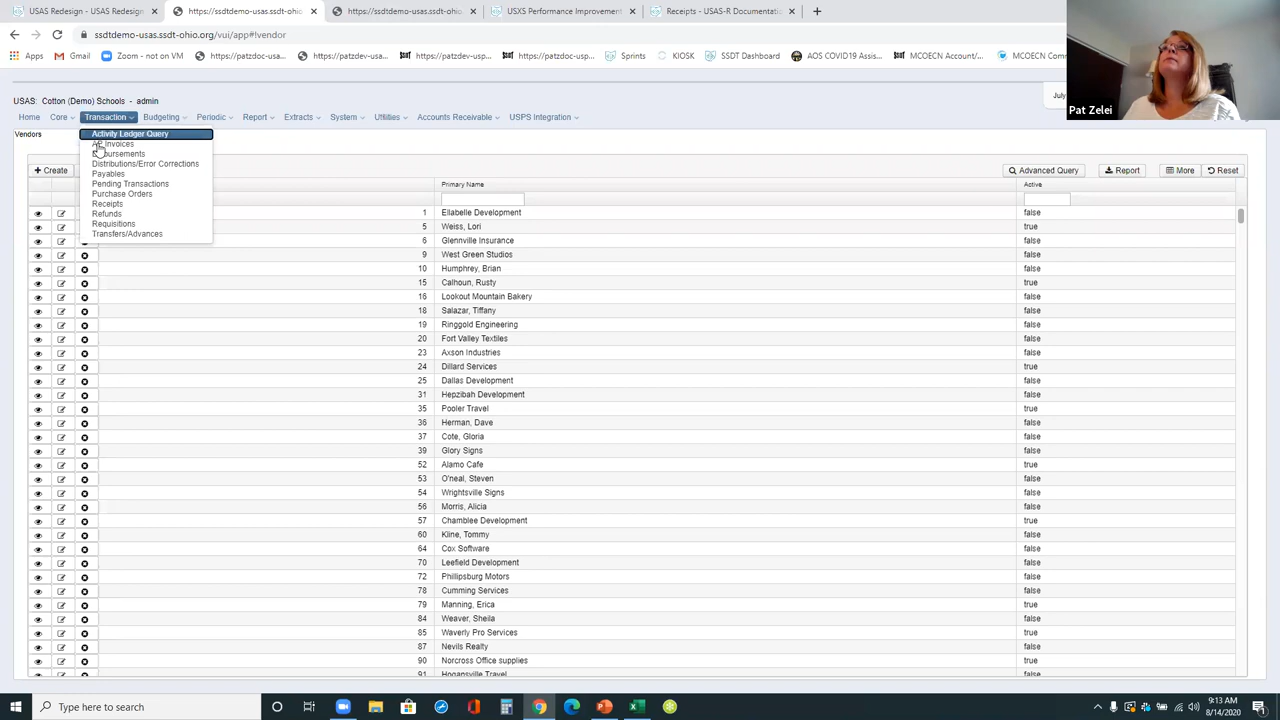 USAS Redesign - USAS Redesign
https://ssdtdemo-usas.ssdt-ohio.
https://ssdtdemo-usas.ssdt-ohio.
USXS Performance Improvement
Receipts - USAS-R Documentation
ssdtdemo-usas.ssdt-ohio.org/vui/app#!vendor
Apps
Gmail
Zoom - not on VM
https://patzdoc-usa...
https://patzdoc-usa...
https://patzdev-usp...
Sprints
KIOSK
SSDT Dashboard
AOS COVID19 Assis...
MCOECN Account/...
MCOECN Comm
Pat Zelei
USAS: Cotton (Demo) Schools - admin
July
Home
Core
Transaction
Budgeting
Periodic
Report
Extracts
System
Utilities
Accounts Receivable
USPS Integration
Vendors
Activity Ledger Query
AP Invoices
Disbursements
Distributions/Error Corrections
Payables
Pending Transactions
Purchase Orders
Receipts
Refunds
Requisitions
Transfers/Advances
Create
Advanced Query
Report
More
Reset
Primary Name
Active
1 Ellabelle Development false
5 Weiss, Lori true
6 Glennville Insurance false
9 West Green Studios false
10 Humphrey, Brian false
15 Calhoun, Rusty true
16 Lookout Mountain Bakery false
18 Salazar, Tiffany false
19 Ringgold Engineering false
20 Fort Valley Textiles false
23 Axson Industries false
24 Dillard Services true
25 Dallas Development false
31 Hepzibah Development false
35 Pooler Travel true
36 Herman, Dave false
37 Cote, Gloria false
39 Glory Signs false
52 Alamo Cafe true
53 O'neal, Steven false
54 Wrightsville Signs false
56 Morris, Alicia false
57 Chamblee Development true
60 Kline, Tommy false
64 Cox Software false
70 Leefield Development false
72 Phillipsburg Motors false
78 Cumming Services false
79 Manning, Erica true
84 Weaver, Sheila false
85 Waverly Pro Services true
87 Nevils Realty false
90 Norcross Office supplies true
91 Hogansville Travel false
Type here to search
9:13 AM
8/14/2020